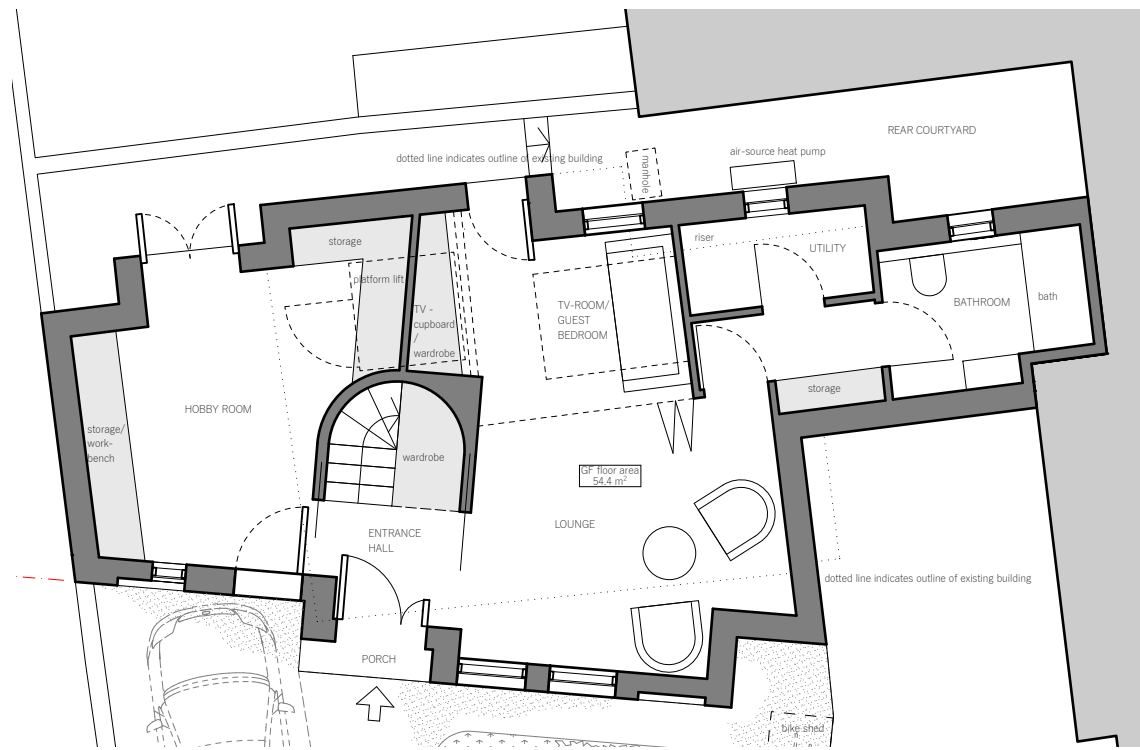 REAR COURTYARD
air-source heat pump
dotted line indicates outline of existing building
manhole
storage
riser
UTILITY
platform lift
TV -
cupboard
/
wardrobe
TV-ROOM/
GUEST
BEDROOM
BATHROOM
bath
storage
HOBBY ROOM
storage/
work-
bench
wardrobe
GF floor area
54.4 m²
LOUNGE
ENTRANCE
HALL
dotted line indicates outline of existing building
PORCH
bike shed